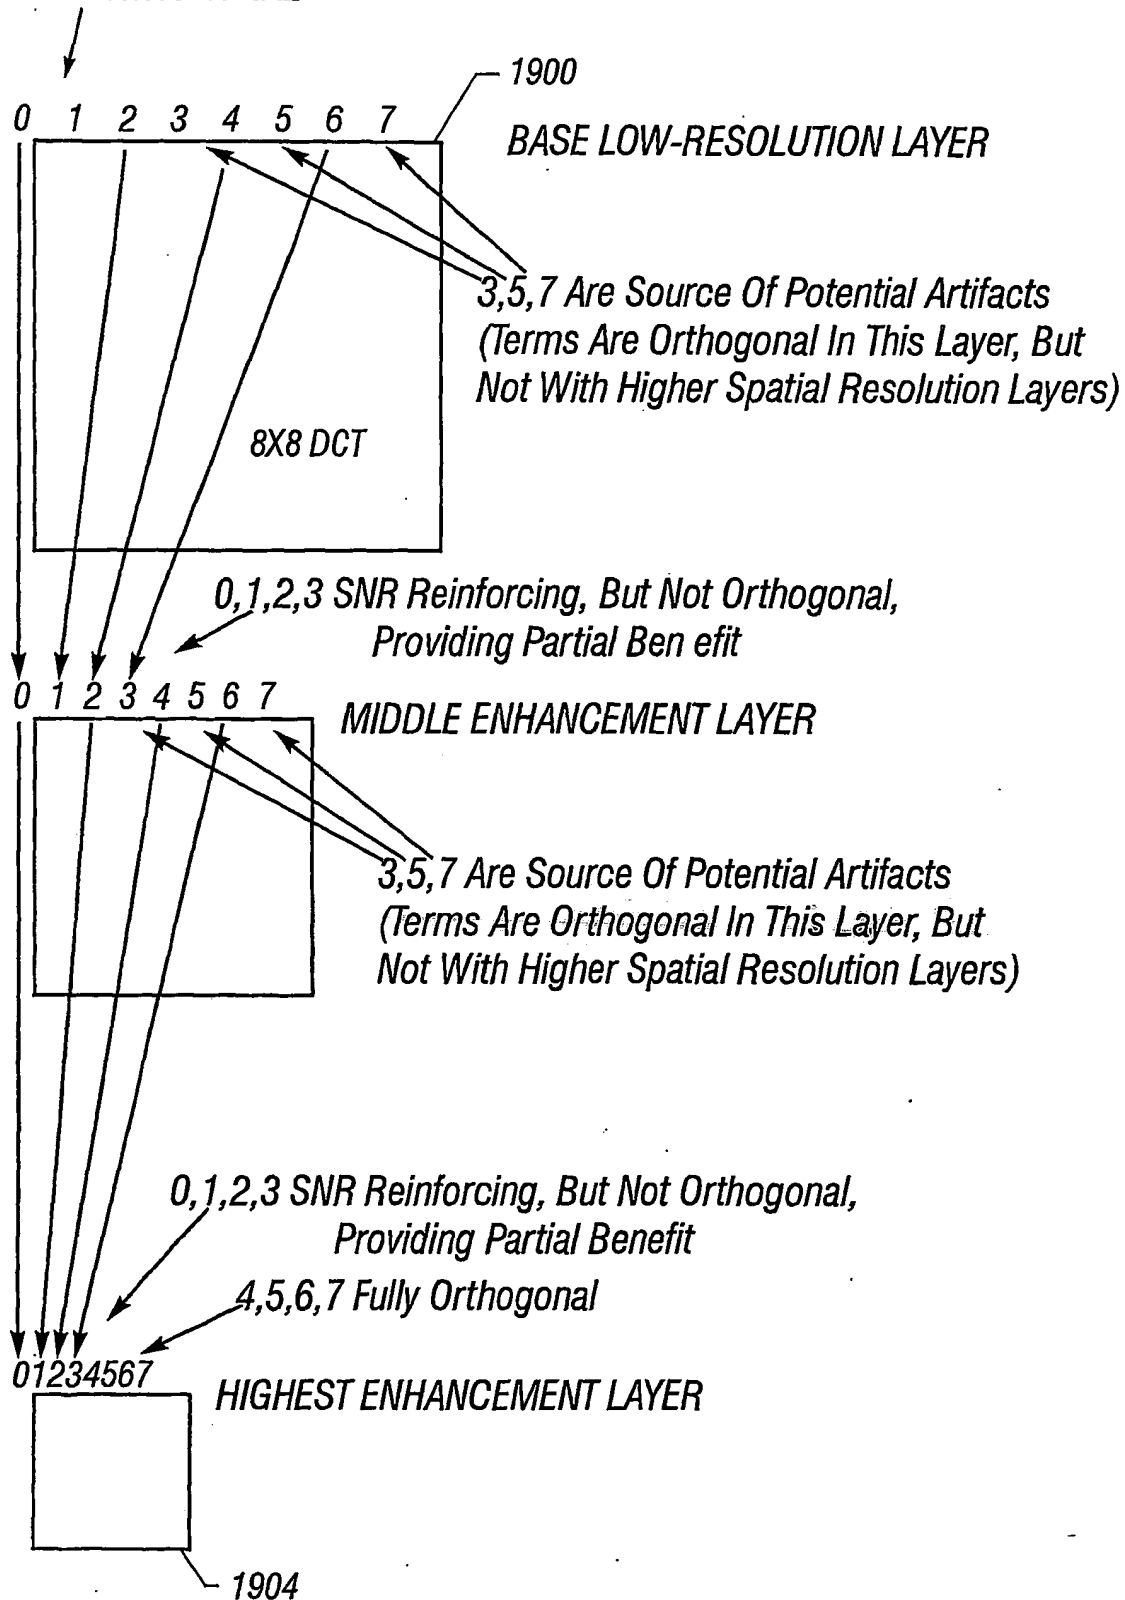 1900
0 1 2 3 4 5 6 7
BASE LOW-RESOLUTION LAYER
3,5,7 Are Source Of Potential Artifacts
(Terms Are Orthogonal In This Layer, But
Not With Higher Spatial Resolution Layers)
8X8 DCT
0,1,2,3 SNR Reinforcing, But Not Orthogonal,
Providing Partial Ben efit
0 1 2 3 4 5 6 7
MIDDLE ENHANCEMENT LAYER
3,5,7 Are Source Of Potential Artifacts
(Terms Are Orthogonal In This Layer, But
Not With Higher Spatial Resolution Layers)
0,1,2,3 SNR Reinforcing, But Not Orthogonal,
Providing Partial Benefit
4,5,6,7 Fully Orthogonal
01234567
HIGHEST ENHANCEMENT LAYER
1904